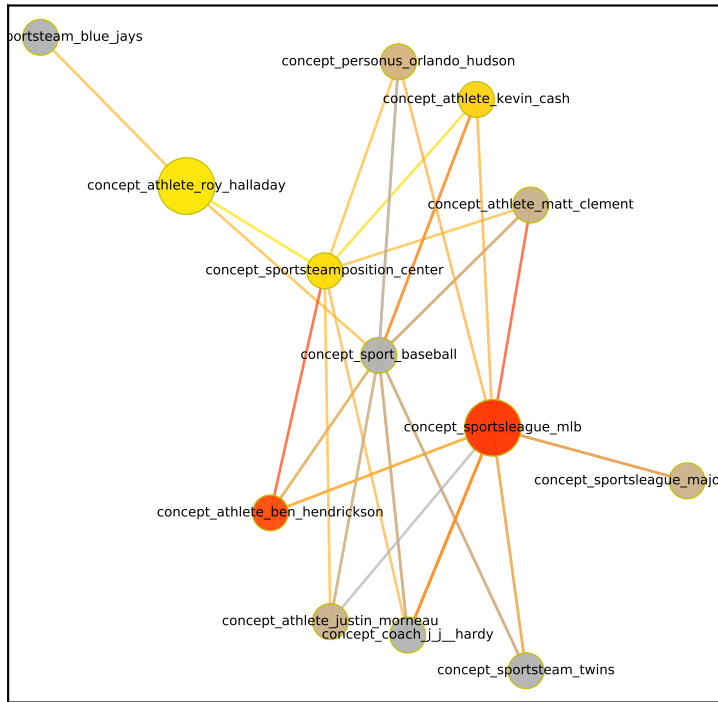 portsteam_blue_jays
concept_personus_orlando_hudson
concept_athlete_kevin_cash
concept_athlete_roy_halladay
concept_athlete_matt_clement
concept_sportsteamposition_center
concept_sport_baseball
concept_sportsleague_mlb
concept_sportsleague_majo
concept_athlete_ben_hendrickson
concept_athlete_justin_morneau
concept_coach_j_j__hardy
concept_sportsteam_twins